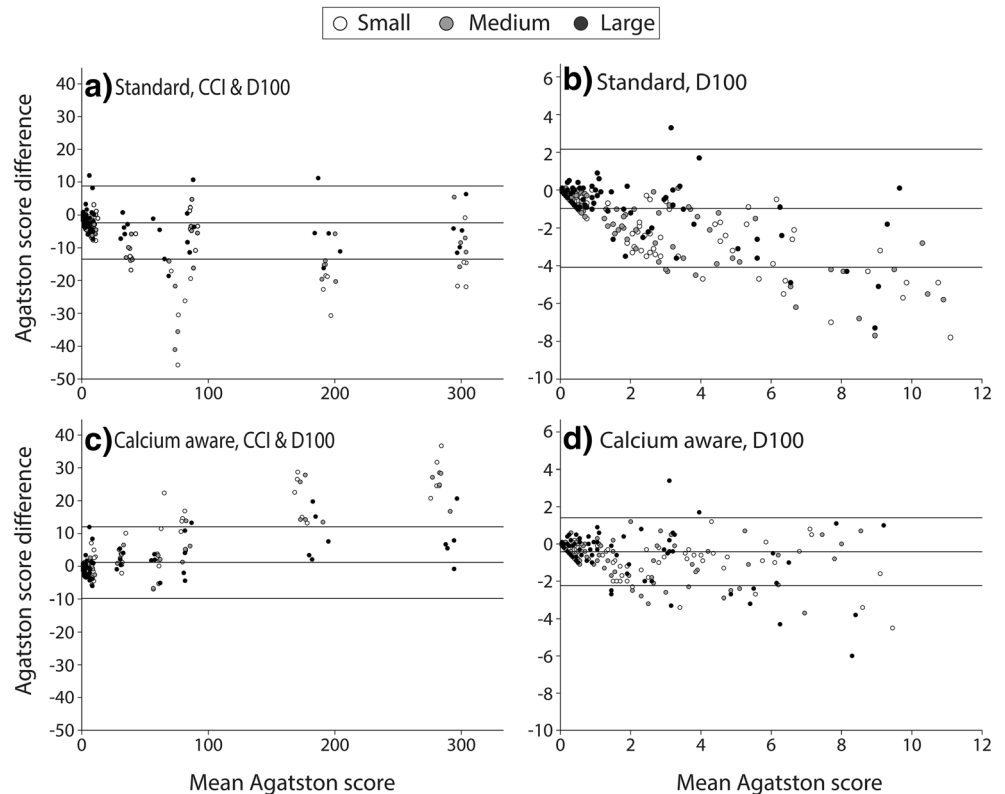 Small Medium Large
a) Standard, CCI & D100
Agatston score difference
40
30
20
10
0
-10
-20
-30
-40
-50
0 100 200 300
b) Standard, D100
6
4
2
0
-2
-4
-6
-8
-10
0 2 4 6 8 10 12
c) Calcium aware, CCI & D100
Agatston score difference
40
30
20
10
0
-10
-20
-30
-40
-50
0 100 200 300
Mean Agatston score
d) Calcium aware, D100
6
4
2
0
-2
-4
-6
-8
-10
0 2 4 6 8 10 12
Mean Agatston score